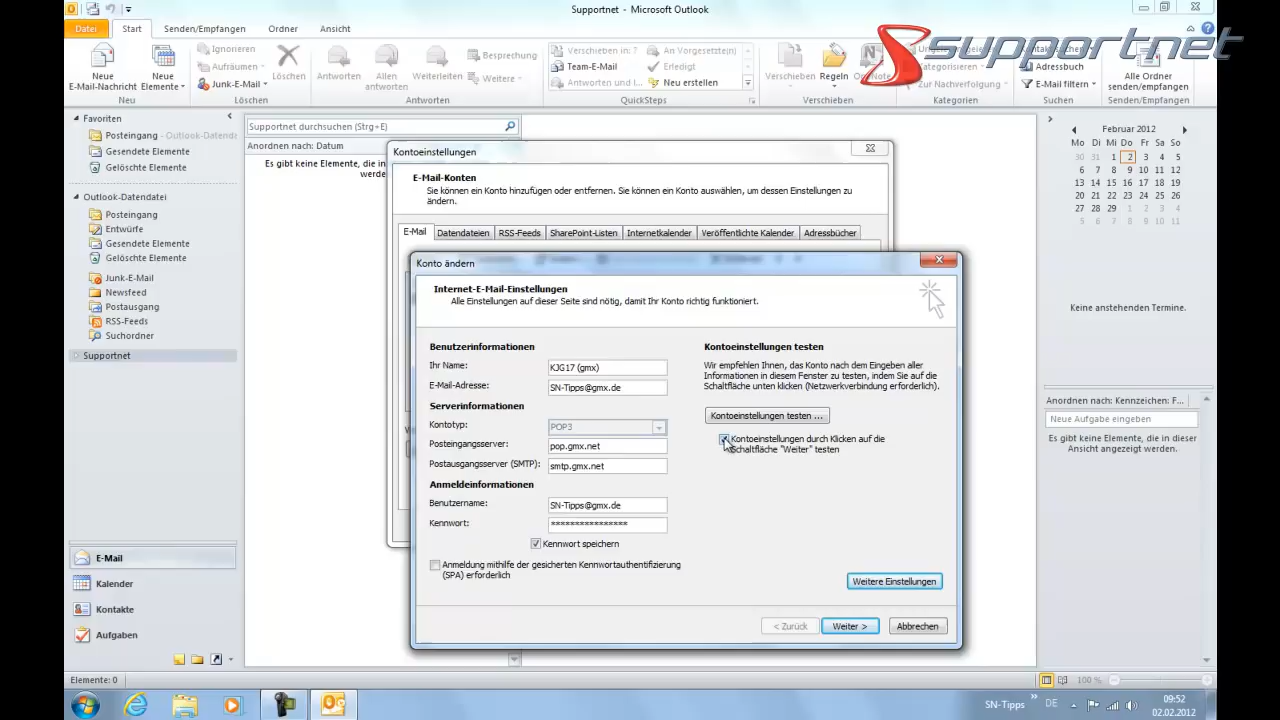 Supportnet - Microsoft Outlook
supportnet
Datei Start Senden/Empfangen Ordner Ansicht
Neue E-Mail-Nachricht
Neue Elemente
Neu
Ignorieren
Aufräumen
Junk-E-Mail
Löschen
Löschen
Antworten
Allen antworten
Weiterleiten
Besprechung
Weitere
Antworten
Verschieben in: ?
Team-E-Mail
Antworten und l...
An Vorgesetzte(n)
Erledigt
Neu erstellen
QuickSteps
Verschieben
Regeln
Verschieben
Kategorisieren
Zur Nachverfolgung
Kategorien
Adressbuch
E-Mail filtern
Suchen
Alle Ordner senden/empfangen
Senden/Empfangen
Favoriten
Posteingang - Outlook-Datend
Gesendete Elemente
Gelöschte Elemente
Outlook-Datendatei
Posteingang
Entwürfe
Gesendete Elemente
Gelöschte Elemente
Junk-E-Mail
Newsfeed
Postausgang
RSS-Feeds
Suchordner
Supportnet
E-Mail
Kalender
Kontakte
Aufgaben
Supportnet durchsuchen (Strg+E)
Anordnen nach: Datum
Es gibt keine Elemente, die in
werde
Kontoeinstellungen
E-Mail-Konten
Sie können ein Konto hinzufügen oder entfernen. Sie können ein Konto auswählen, um dessen Einstellungen zu
ändern.
E-Mail Datendateien RSS-Feeds SharePoint-Listen Internetkalender Veröffentlichte Kalender Adressbücher
Konto ändern
Internet-E-Mail-Einstellungen
Alle Einstellungen auf dieser Seite sind nötig, damit Ihr Konto richtig funktioniert.
Benutzerinformationen
Ihr Name: KJG17 (gmx)
E-Mail-Adresse: SN-Tipps@gmx.de
Serverinformationen
Kontotyp: POP3
Posteingangsserver: pop.gmx.net
Postausgangsserver (SMTP): smtp.gmx.net
Anmeldeinformationen
Benutzername: SN-Tipps@gmx.de
Kennwort: ****************
Kennwort speichern
Anmeldung mithilfe der gesicherten Kennwortauthentifizierung
(SPA) erforderlich
Kontoeinstellungen testen
Wir empfehlen Ihnen, das Konto nach dem Eingeben aller
Informationen in diesem Fenster zu testen, indem Sie auf die
Schaltfläche unten klicken (Netzwerkverbindung erforderlich).
Kontoeinstellungen testen ...
Kontoeinstellungen durch Klicken auf die
Schaltfläche "Weiter" testen
Weitere Einstellungen
< Zurück Weiter > Abbrechen
Februar 2012
Mo Di Mi Do Fr Sa So
30 31 1 2 3 4 5
6 7 8 9 10 11 12
13 14 15 16 17 18 19
20 21 22 23 24 25 26
27 28 29 1 2 3 4
5 6 7 8 9 10 11
Keine anstehenden Termine.
Anordnen nach: Kennzeichen: F...
Neue Aufgabe eingeben
Es gibt keine Elemente, die in dieser
Ansicht angezeigt werden.
Elemente: 0
100 %
SN-Tipps
DE
09:52
02.02.2012